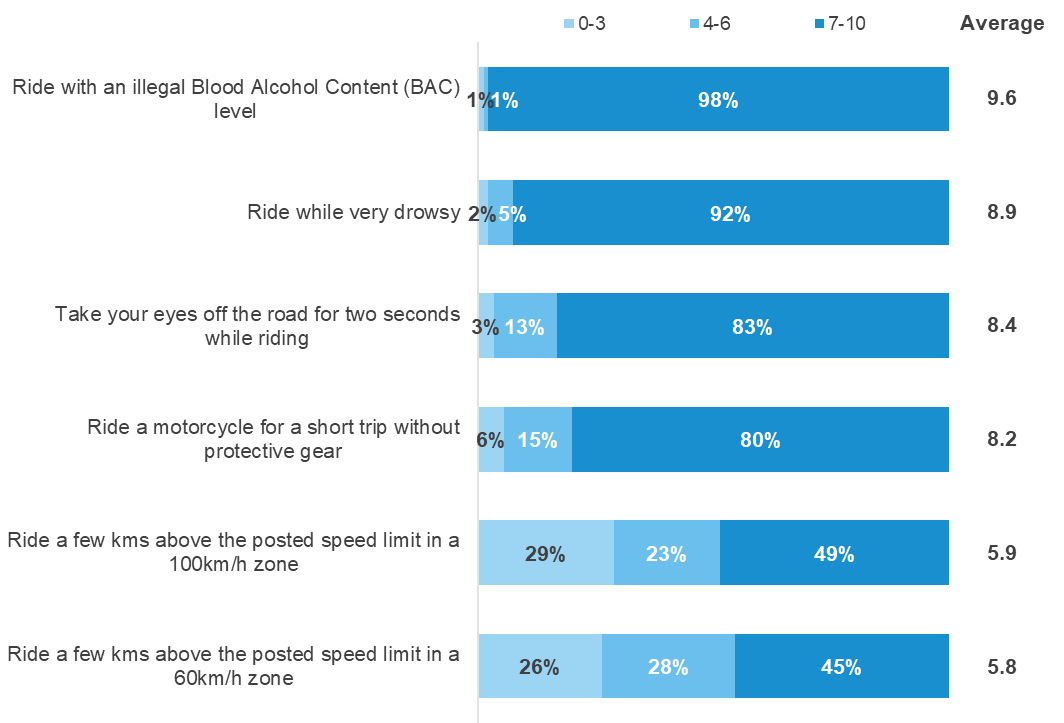 0-3 4-6 7-10 Average
Ride with an illegal Blood Alcohol Content (BAC)
level
1% 1% 98% 9.6
Ride while very drowsy 2% 5% 92% 8.9
Take your eyes off the road for two seconds
while riding
3% 13% 83% 8.4
Ride a motorcycle for a short trip without
protective gear
6% 15% 80% 8.2
Ride a few kms above the posted speed limit in a
100km/h zone
29% 23% 49% 5.9
Ride a few kms above the posted speed limit in a
60km/h zone
26% 28% 45% 5.8